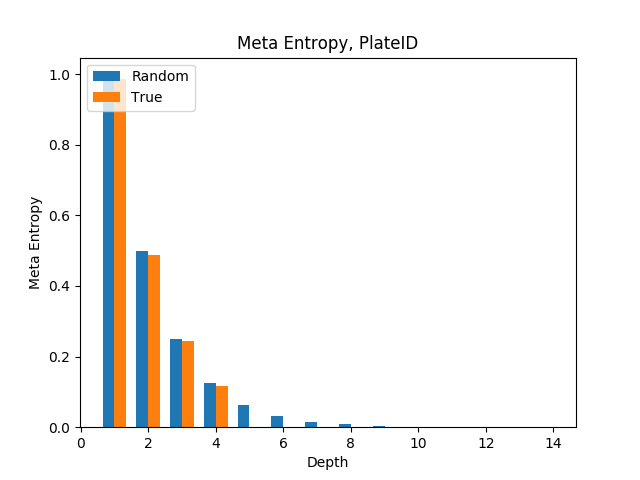 Meta Entropy, PlateID
Random
True
1.0
0.8
0.6
0.4
0.2
0.0
Meta Entropy
0 2 4 6 8 10 12 14
Depth